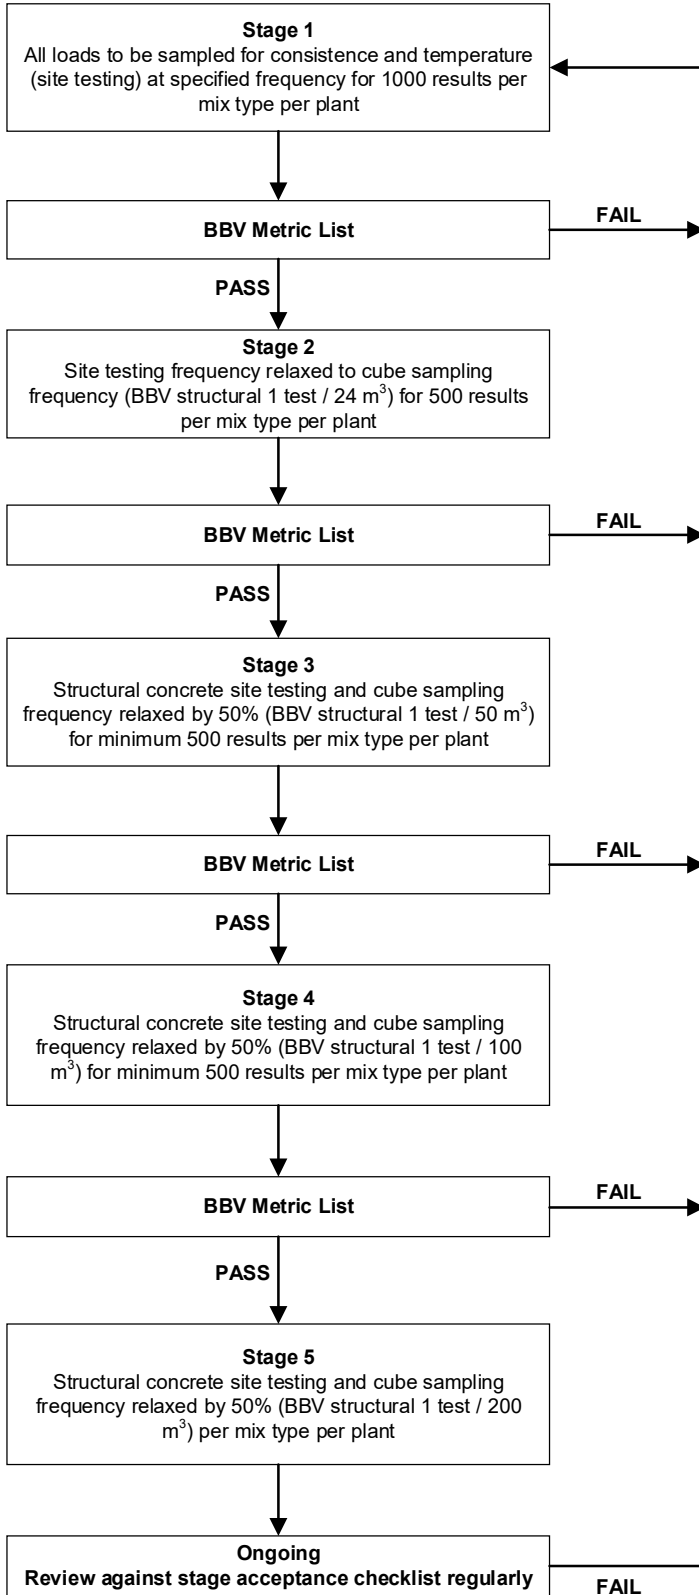 Stage 1
All loads to be sampled for consistence and temperature
(site testing) at specified frequency for 1000 results per
mix type per plant
BBV Metric List
FAIL
PASS
Stage 2
Site testing frequency relaxed to cube sampling
frequency (BBV structural 1 test / 24 m³) for 500 results
per mix type per plant
BBV Metric List
FAIL
PASS
Stage 3
Structural concrete site testing and cube sampling
frequency relaxed by 50% (BBV structural 1 test / 50 m³)
for minimum 500 results per mix type per plant
BBV Metric List
FAIL
PASS
Stage 4
Structural concrete site testing and cube sampling
frequency relaxed by 50% (BBV structural 1 test / 100
m³) for minimum 500 results per mix type per plant
BBV Metric List
FAIL
PASS
Stage 5
Structural concrete site testing and cube sampling
frequency relaxed by 50% (BBV structural 1 test / 200
m³) per mix type per plant
Ongoing
Review against stage acceptance checklist regularly
FAIL